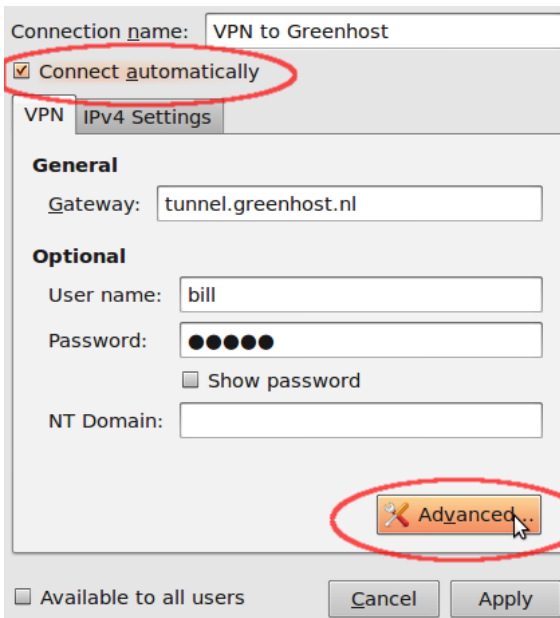 Connection name: VPN to Greenhost
Connect automatically
VPN IPv4 Settings
General
Gateway: tunnel.greenhost.nl
Optional
User name: bill
Password: ●●●●●
Show password
NT Domain:
Advanced...
Available to all users Cancel Apply